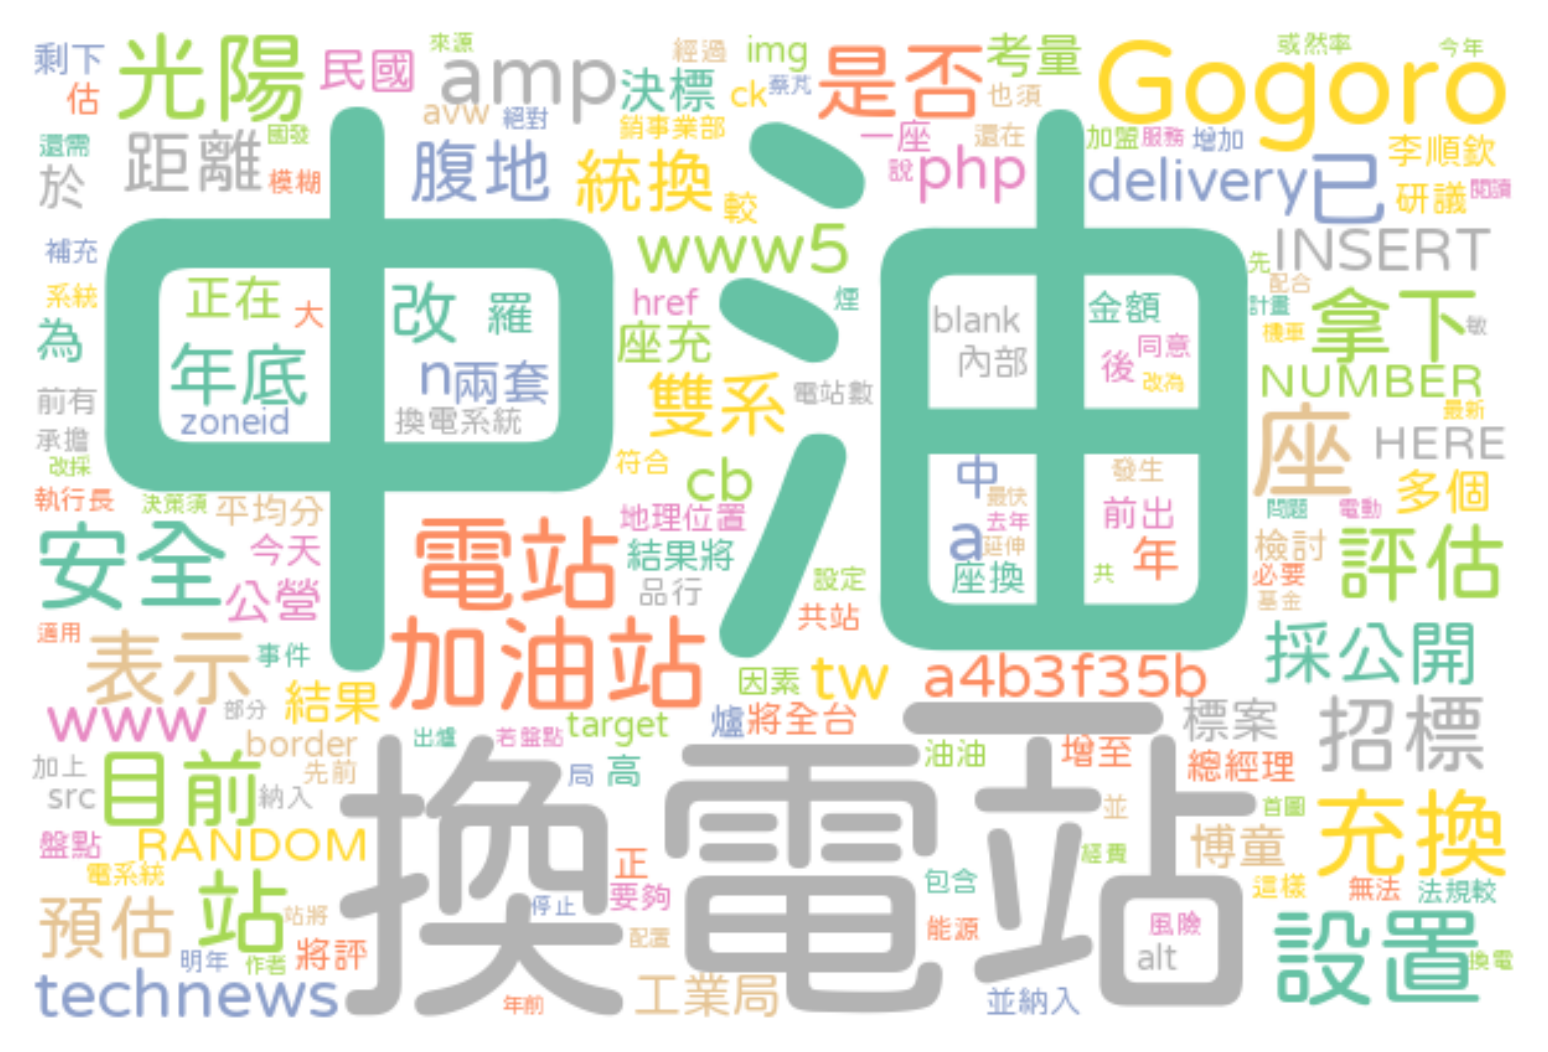 剩下
光陽
民國
來源
amp
經過
img
是否
考量
或然率
今年
Gogoro
估
avw
絕對
決標
ck
蔡芃
也須
銷事業部
還需
距離
國發
模糊
於
腹地
統換
較
一座
說
php
還在
加盟
服務
增加
delivery
已
李順欽
研議
閱讀
中油
補充
系統
為
正在
大
年底
zoneid
改
羅
n
兩套
換電系統
www5
href
煙
座充
雙系
電站數
符合
cb
blank
內部
金額
後
同意
改為
先
INSERT
配合
計畫
機車
拿下
敏
NUMBER
最新
座
HERE
多個
前有
承擔
改採
執行長
決策須
平均分
安全
今天
公營
適用
電站
地理位置
結果將
品行
設定
共站
中
最快
去年
a
延伸
座換
發生
前出
年
共
問題
電動
檢討
必要
基金
評估
表示
事件
加油站
因素
tw
a4b3f35b
採公開
www
部分
結果
出爐
若盤點
target
爐
將全台
標案
招標
border
先前
加上
src
目前
納入
局
高
油油
增至
總經理
換電站
盤點
RANDOM
電系統
正
要夠
並
經費
首圖
博童
充換
預估
站
站將
停止
配置
包含
能源
這樣
無法
法規較
明年
作者
將評
風險
alt
設置
換電
technews
年前
工業局
並納入